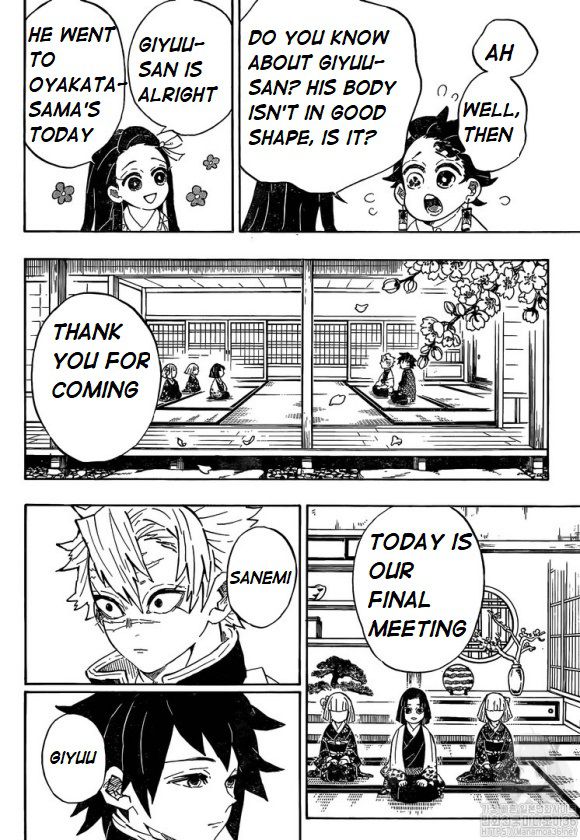 AH
WELL,
THEN
DO YOU KNOW
ABOUT GIYUU-
SAN? HIS BODY
ISN'T IN GOOD
SHAPE, IS IT?
GIYUU-
SAN IS
ALRIGHT
HE WENT
TO
OYAKATA-
SAMA'S
TODAY
THANK
YOU FOR
COMING
TODAY IS
OUR
FINAL
MEETING
SANEMI
GIYUU